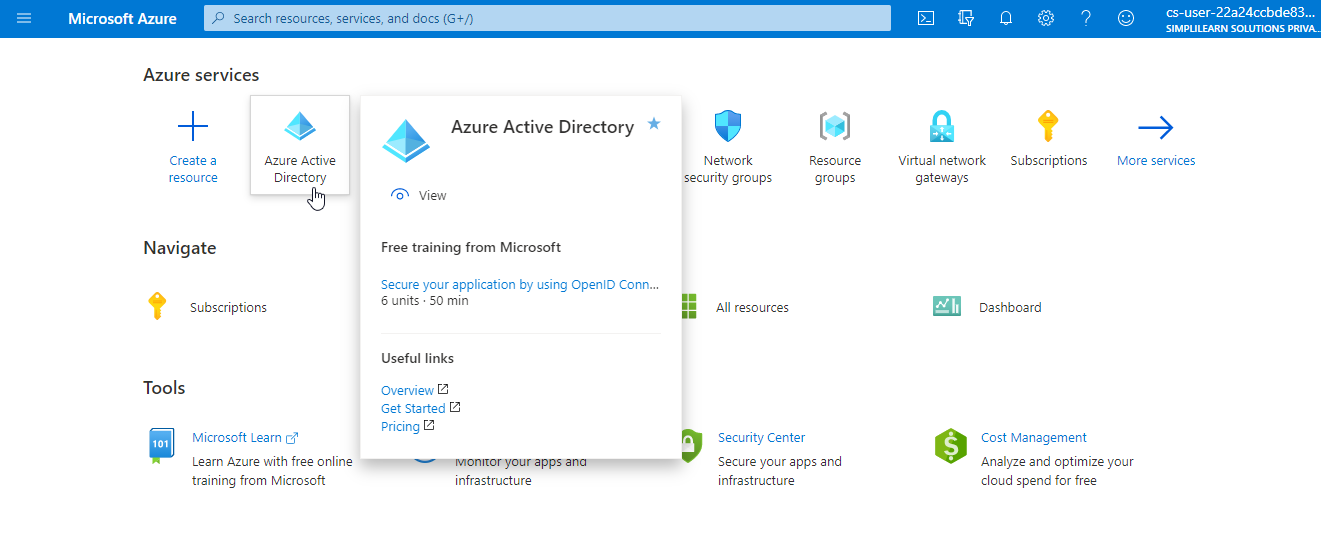 Microsoft Azure
Search resources, services, and docs (G+/)
cs-user-22a24ccbde83...
SIMPLILEARN SOLUTIONS PRIVA...
Azure services
Create a
resource
Azure Active
Directory
Azure Active Directory
View
Free training from Microsoft
Secure your application by using OpenID Conn...
6 units · 50 min
Useful links
Overview
Get Started
Pricing
Network
security groups
Resource
groups
Virtual network
gateways
Subscriptions
More services
Navigate
Subscriptions
All resources
Dashboard
Tools
101
Microsoft Learn
Learn Azure with free online
training from Microsoft
Monitor your apps and
infrastructure
Security Center
Secure your apps and
infrastructure
Cost Management
Analyze and optimize your
cloud spend for free